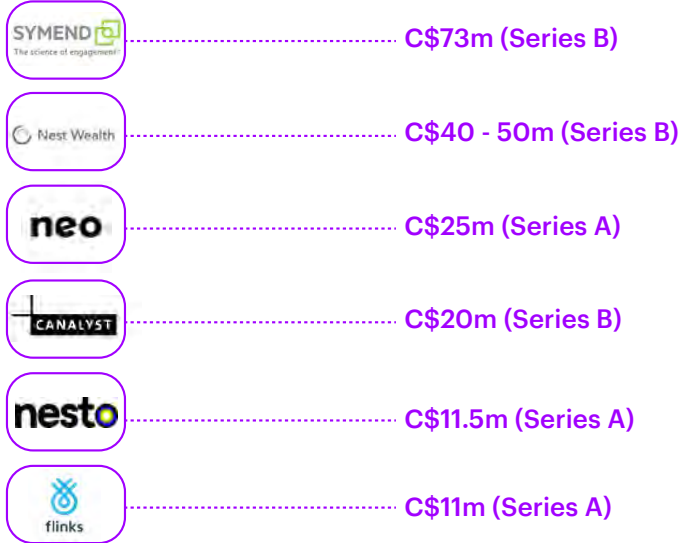 SYMEND
The science of engagement
C$73m (Series B)
Nest Wealth
C$40 - 50m (Series B)
neo
C$25m (Series A)
CANALYST
C$20m (Series B)
nesto
C$11.5m (Series A)
flinks
C$11m (Series A)